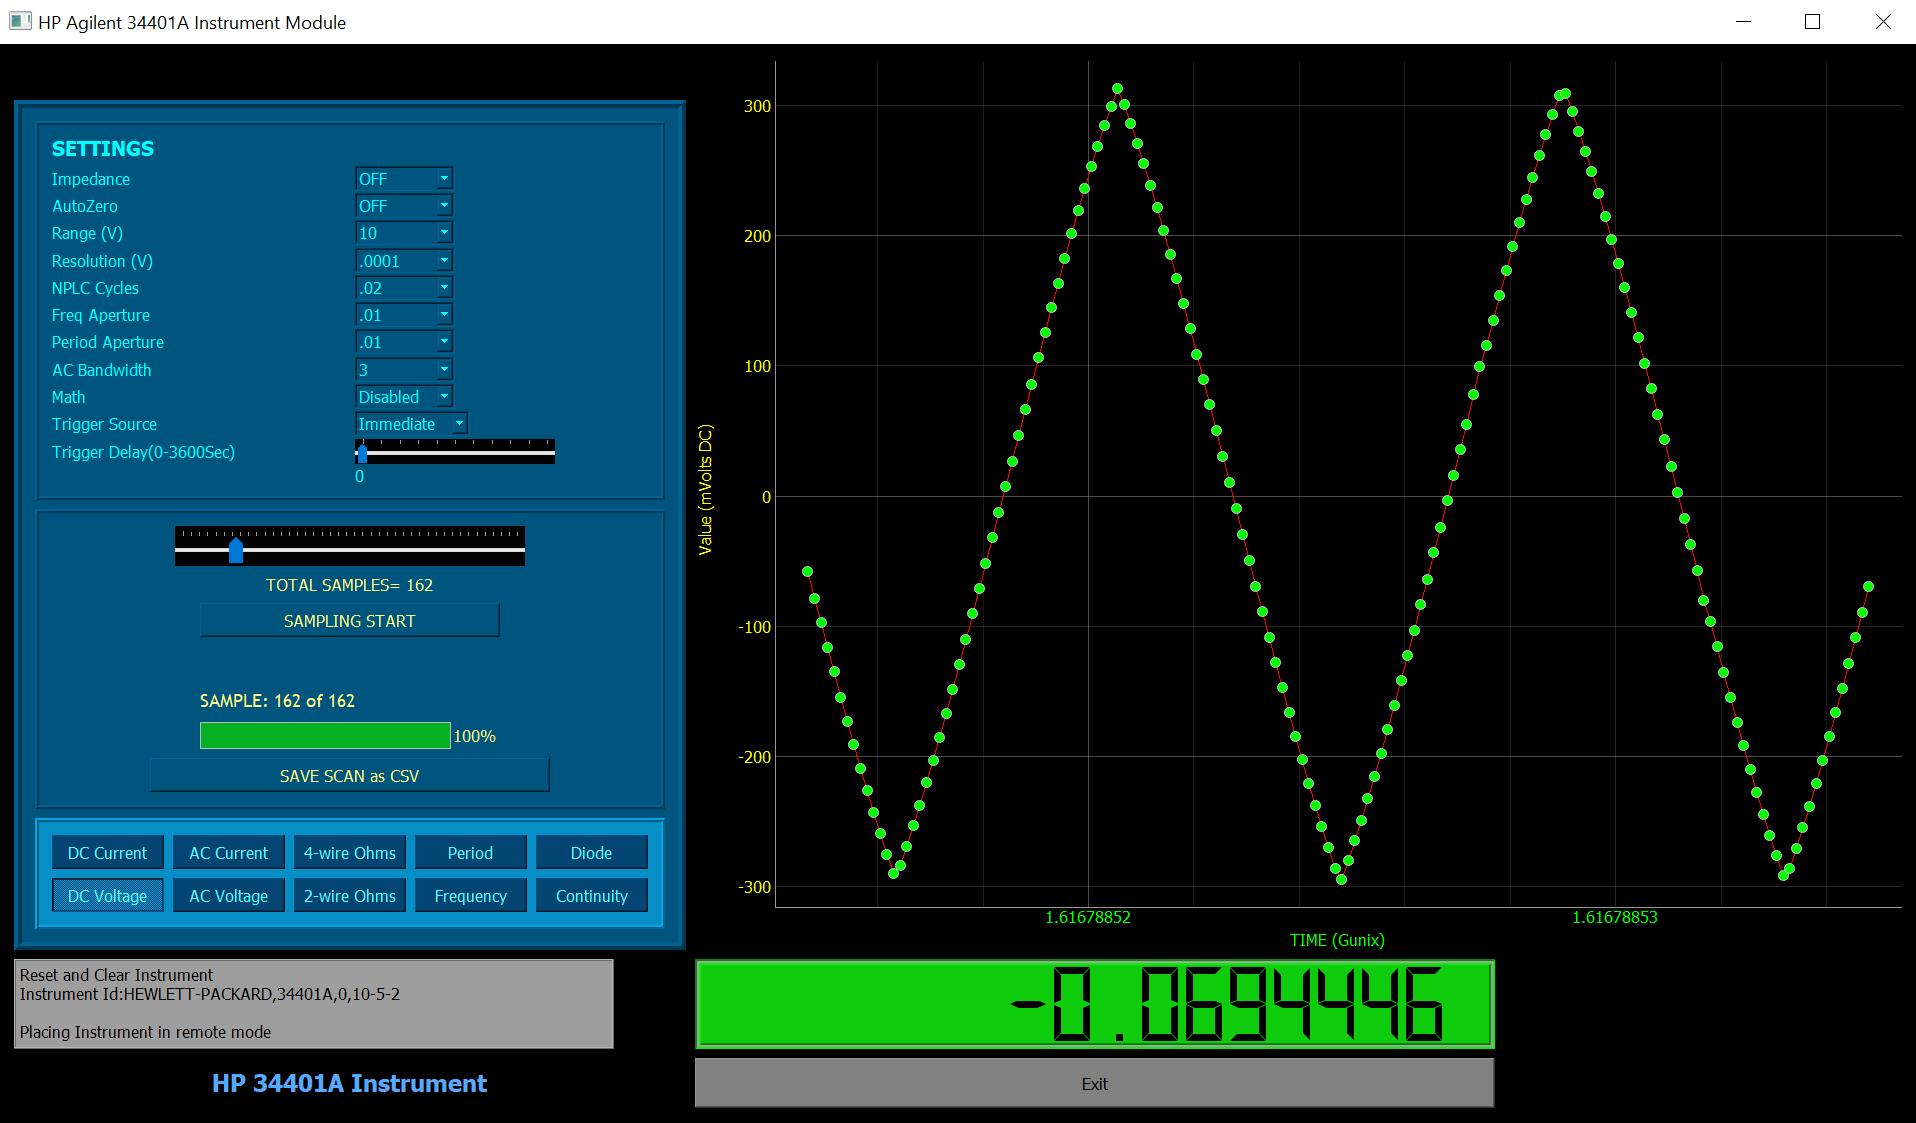 HP Agilent 34401A Instrument Module
SETTINGS
Impedance OFF
AutoZero OFF
Range (V) 10
Resolution (V) .0001
NPLC Cycles .02
Freq Aperture .01
Period Aperture .01
AC Bandwidth 3
Math Disabled
Trigger Source Immediate
Trigger Delay(0-3600Sec)
0
TOTAL SAMPLES= 162
SAMPLING START
SAMPLE: 162 of 162
100%
SAVE SCAN as CSV
DC Current AC Current 4-wire Ohms Period Diode
DC Voltage AC Voltage 2-wire Ohms Frequency Continuity
Reset and Clear Instrument
Instrument Id:HEWLETT-PACKARD,34401A,0,10-5-2
Placing Instrument in remote mode
HP 34401A Instrument
Value (mVolts DC)
300
200
100
0
-100
-200
-300
1.61678852 1.61678853
TIME (Gunix)
-0.0694446
Exit